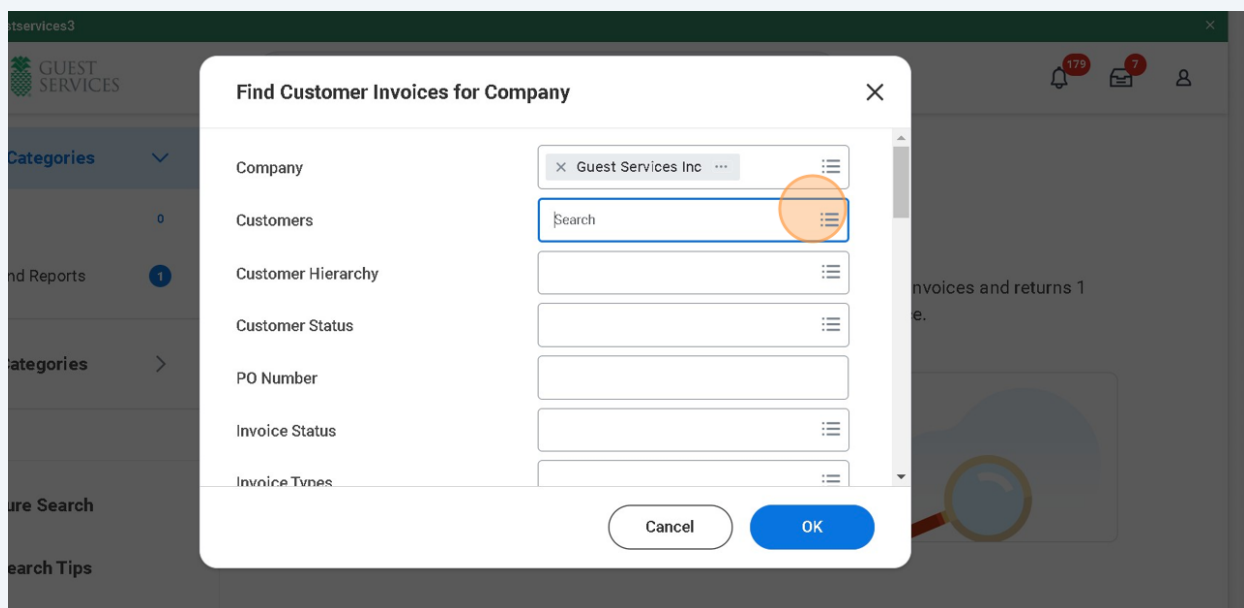 atservices3
GUEST
SERVICES
179
7
Find Customer Invoices for Company
Categories
Company
Guest Services Inc
0
Customers
Search
nd Reports
1
Customer Hierarchy
nvoices and returns 1
e.
Customer Status
ategories
PO Number
Invoice Status
Invoice Types
ure Search
Cancel
OK
earch Tips